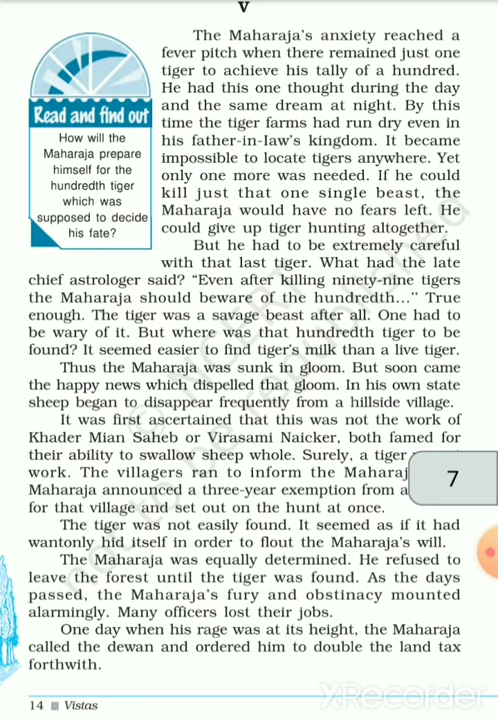 V
The Maharaja's anxiety reached a
fever pitch when there remained just one
tiger to achieve his tally of a hundred.
He had this one thought during the day
and the same dream at night. By this
time the tiger farms had run dry even in
his father-in-law's kingdom. It became
impossible to locate tigers anywhere. Yet
only one more was needed. If he could
kill just that one single beast, the
Maharaja would have no fears left. He
could give up tiger hunting altogether.
Read and find out
How will the
Maharaja prepare
himself for the
hundredth tiger
which was
supposed to decide
his fate?
But he had to be extremely careful
with that last tiger. What had the late
chief astrologer said? “Even after killing ninety-nine tigers
the Maharaja should beware of the hundredth...” True
enough. The tiger was a savage beast after all. One had to
be wary of it. But where was that hundredth tiger to be
found? It seemed easier to find tiger's milk than a live tiger.
Thus the Maharaja was sunk in gloom. But soon came
the happy news which dispelled that gloom. In his own state
sheep began to disappear frequently from a hillside village.
It was first ascertained that this was not the work of
Khader Mian Saheb or Virasami Naicker, both famed for
their ability to swallow sheep whole. Surely, a tiger
work. The villagers ran to inform the Maharaj
Maharaja announced a three-year exemption from a
for that village and set out on the hunt at once.
The tiger was not easily found. It seemed as if it had
wantonly hid itself in order to flout the Maharaja's will.
The Maharaja was equally determined. He refused to
leave the forest until the tiger was found. As the days
passed, the Maharaja's fury and obstinacy mounted
alarmingly. Many officers lost their jobs.
One day when his rage was at its height, the Maharaja
called the dewan and ordered him to double the land tax
forthwith.
7
14 Vistas
XRecorder
© NCERT
not to be republished